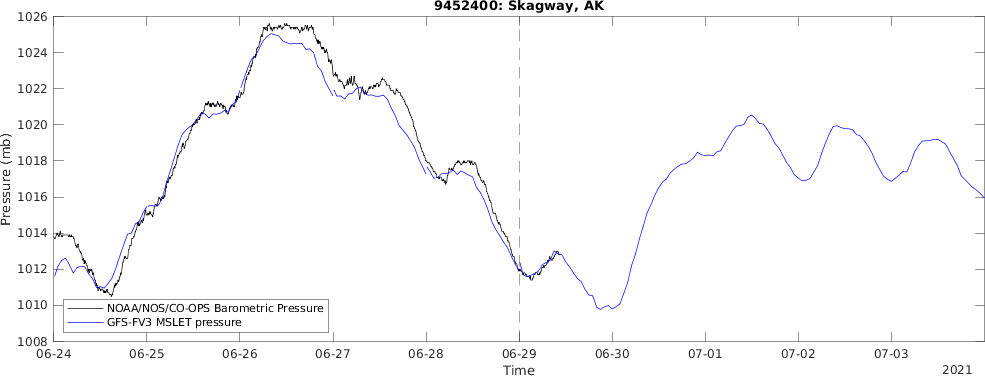 9452400: Skagway, AK
Pressure (mb)
1026
1024
1022
1020
1018
1016
1014
1012
1010
1008
NOAA/NOS/CO-OPS Barometric Pressure
GFS-FV3 MSLET pressure
06-24 06-25 06-26 06-27 06-28 06-29 06-30 07-01 07-02 07-03
Time
2021